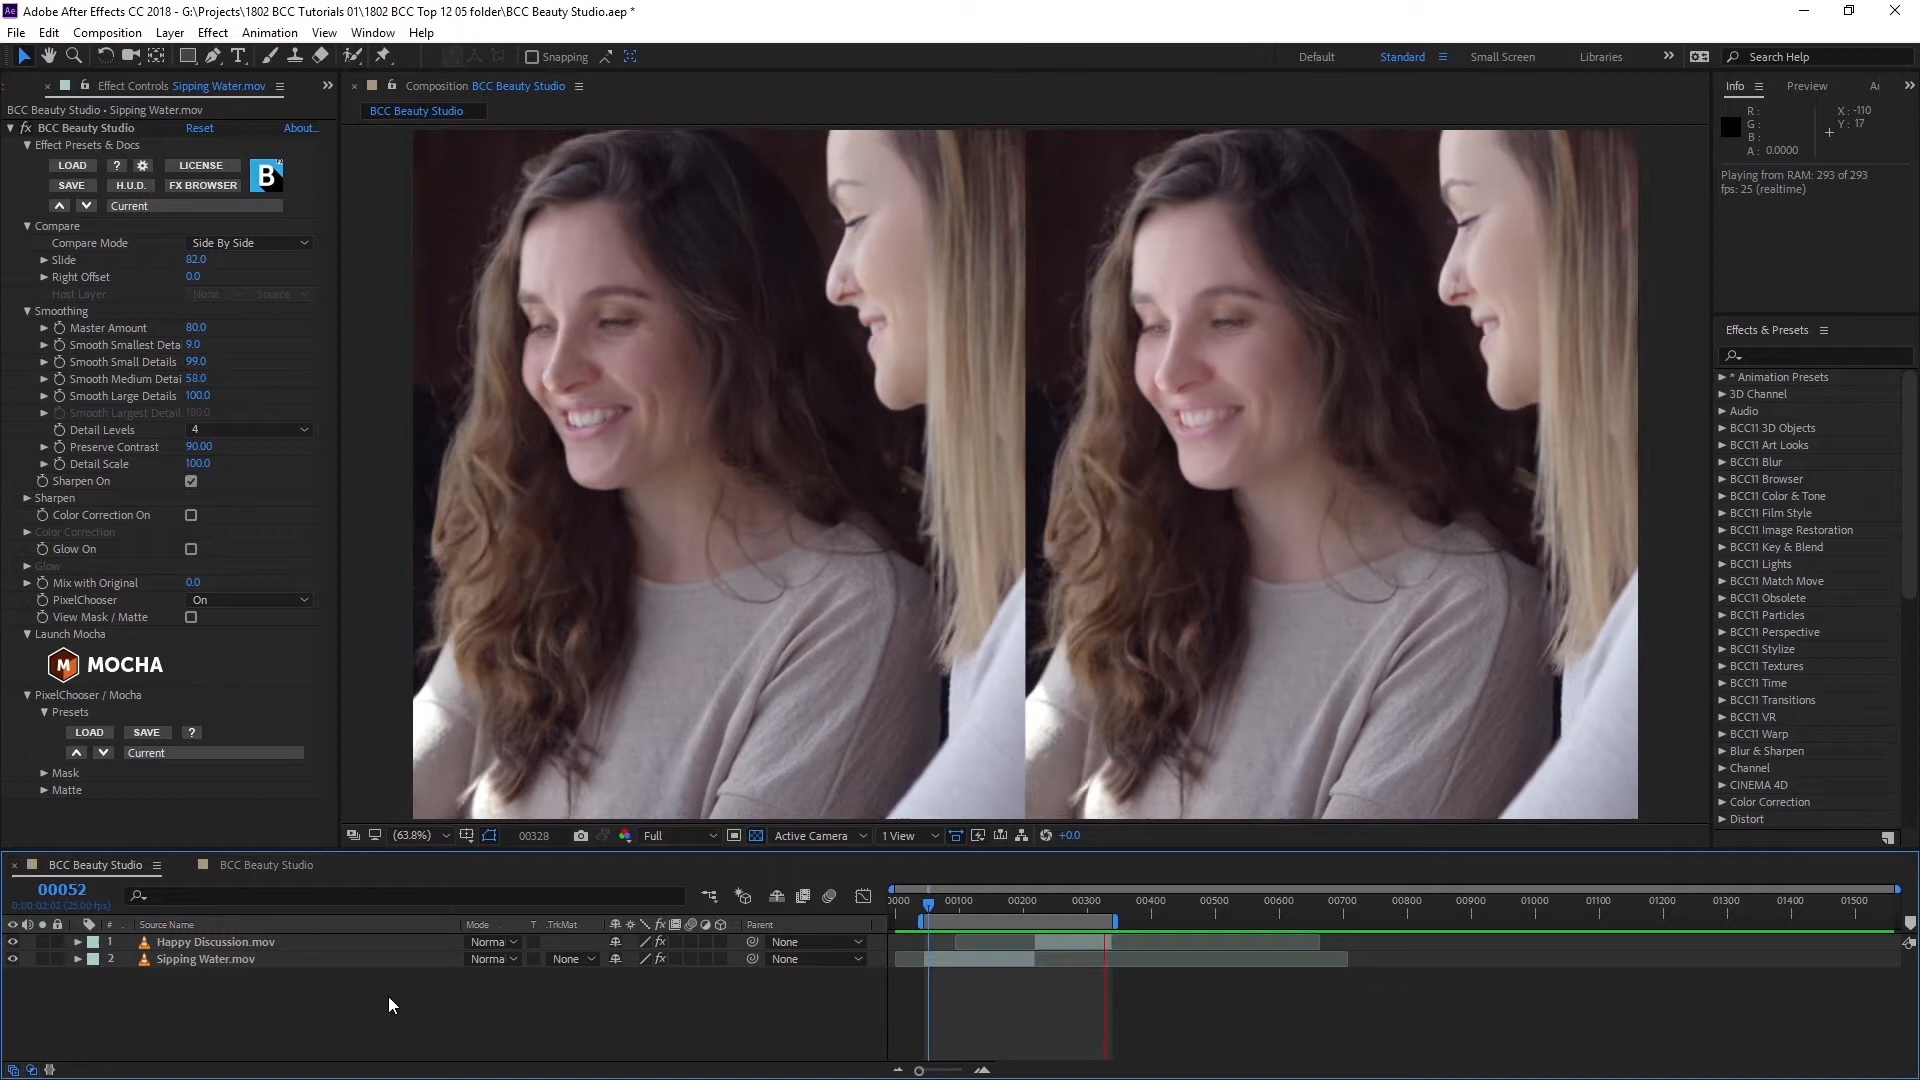 Ae Adobe After Effects CC 2018 - G:\Projects\1802 BCC Tutorials 01\1802 BCC Top 12 05 folder\BCC Beauty Studio.aep *
File Edit Composition Layer Effect Animation View Window Help
Snapping Default Standard Small Screen Libraries Search Help
Effect Controls Sipping Water.mov
BCC Beauty Studio • Sipping Water.mov
fx BCC Beauty Studio Reset About...
Effect Presets & Docs
LOAD ? LICENSE
SAVE H.U.D. FX BROWSER
B
Current
Compare
Compare Mode Side By Side
Slide 82.0
Right Offset 0.0
Host Layer None Source
Smoothing
Master Amount 80.0
Smooth Smallest Deta 9.0
Smooth Small Details 99.0
Smooth Medium Detai 58.0
Smooth Large Details 100.0
Smooth Largest Detail 100.0
Detail Levels 4
Preserve Contrast 90.00
Detail Scale 100.0
Sharpen On
Sharpen
Color Correction On
Color Correction
Glow On
Glow
Mix with Original 0.0
PixelChooser On
View Mask / Matte
Launch Mocha
M MOCHA
PixelChooser / Mocha
Presets
LOAD SAVE ?
Current
Mask
Matte
Composition BCC Beauty Studio
BCC Beauty Studio
(63.8%) 00328 Full Active Camera 1 View +0.0
Info Preview Ai
R :
G :
B :
A : 0.0000
X : -110
Y : 17
Playing from RAM: 293 of 293
fps: 25 (realtime)
Effects & Presets
* Animation Presets
3D Channel
Audio
BCC11 3D Objects
BCC11 Art Looks
BCC11 Blur
BCC11 Browser
BCC11 Color & Tone
BCC11 Film Style
BCC11 Image Restoration
BCC11 Key & Blend
BCC11 Lights
BCC11 Match Move
BCC11 Obsolete
BCC11 Particles
BCC11 Perspective
BCC11 Stylize
BCC11 Textures
BCC11 Time
BCC11 Transitions
BCC11 VR
BCC11 Warp
Blur & Sharpen
Channel
CINEMA 4D
Color Correction
Distort
BCC Beauty Studio BCC Beauty Studio
00052
0:00:02:02 (25.00 fps)
0000 00100 00200 00300 00400 00500 00600 00700 00800 00900 01000 01100 01200 01300 01400 01500
# Source Name Mode T .TrkMat fx Parent
1 Happy Discussion.mov Norma fx None
2 Sipping Water.mov Norma None fx None